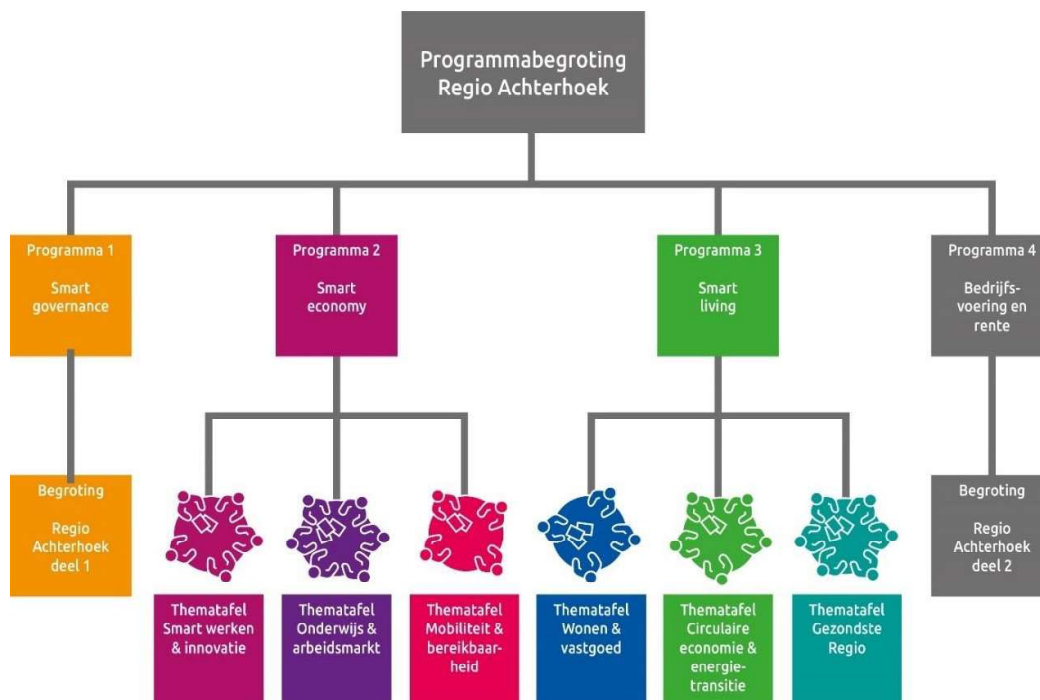 Programmabegroting
Regio Achterhoek
Programma 1
Smart
governance
Programma 2
Smart
economy
Programma 3
Smart
living
Programma 4
Bedrijfs-
voering en
rente
Begroting
Regio
Achterhoek
deel 1
Thematafel
Smart werken
& innovatie
Thematafel
Onderwijs &
arbeidsmarkt
Thematafel
Mobiliteit &
bereikbaar-
heid
Thematafel
Wonen &
vastgoed
Thematafel
Circulaire
economie &
energie-
transitie
Thematafel
Gezondste
Regio
Begroting
Regio
Achterhoek
deel 2